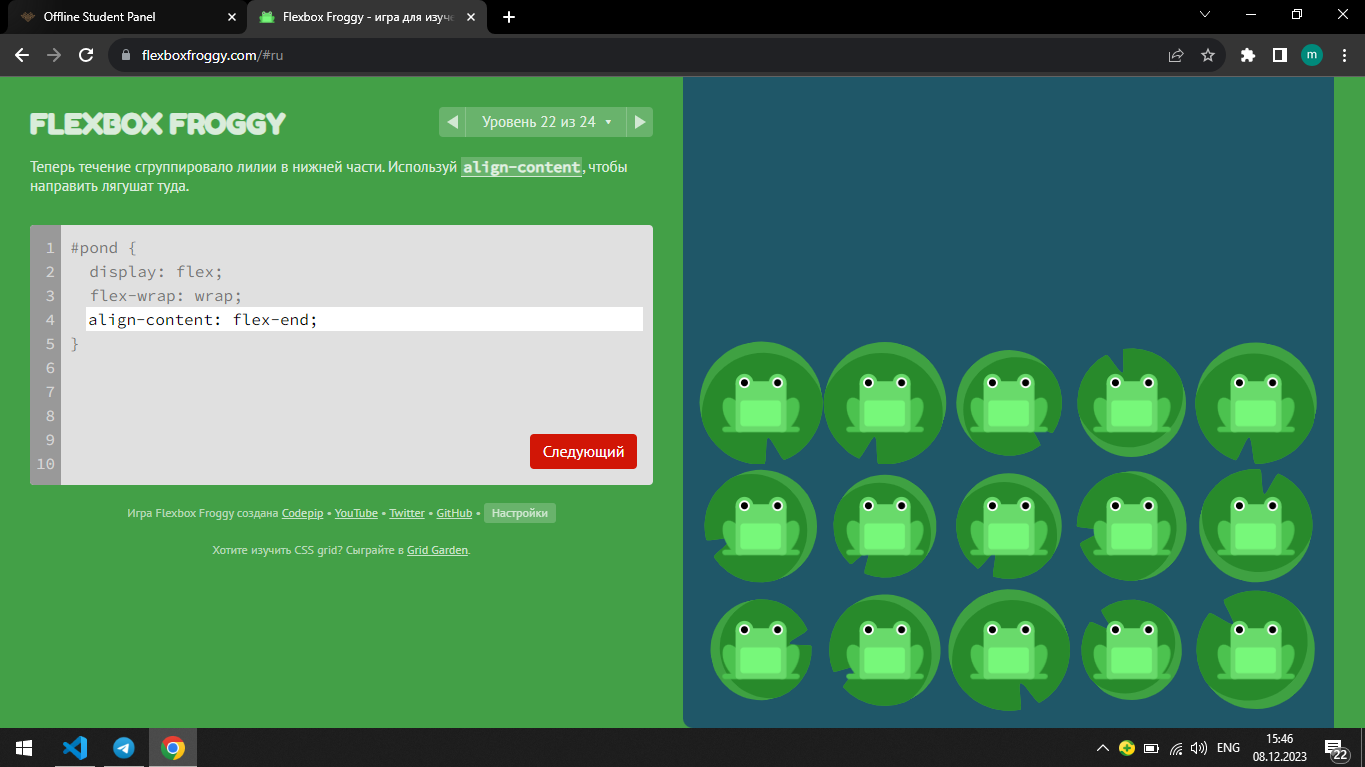 Offline Student Panel
Flexbox Froggy - игра для изуче
flexboxfroggy.com/#ru
m
FLEXBOX FROGGY
Уровень 22 из 24
Теперь течение сгруппировало лилии в нижней части. Используй align-content, чтобы
направить лягушат туда.
1 #pond {
2 display: flex;
3 flex-wrap: wrap;
4 align-content: flex-end;
5 }
6
7
8
9
10
Следующий
Игра Flexbox Froggy создана Codepip • YouTube • Twitter • GitHub • Настройки
Хотите изучить CSS grid? Сыграйте в Grid Garden.
ENG
15:46
08.12.2023
22